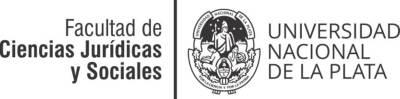 Facultad de
Ciencias Jurídicas
y Sociales
UNIVERSIDAD
NACIONAL
DE LA PLATA